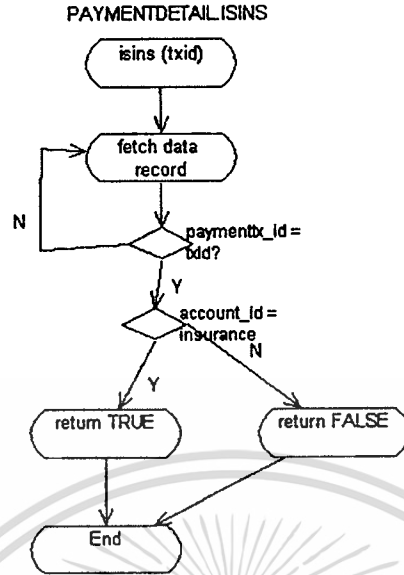 PAYMENTDETAIL.ISINS
isins (txid)
fetch data
record
N
paymenttx_id =
txid?
Y
account_id =
insurance
N
Y
return TRUE
return FALSE
End